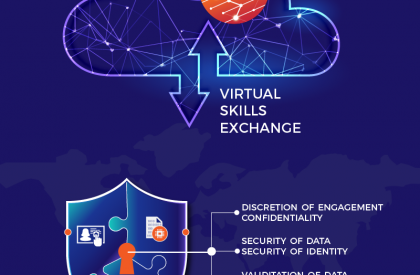 VIRTUAL
SKILLS
EXCHANGE
DISCRETION OF ENGAGEMENT
CONFIDENTIALITY
SECURITY OF DATA
SECURITY OF IDENTITY
VALIDITATION OF DATA